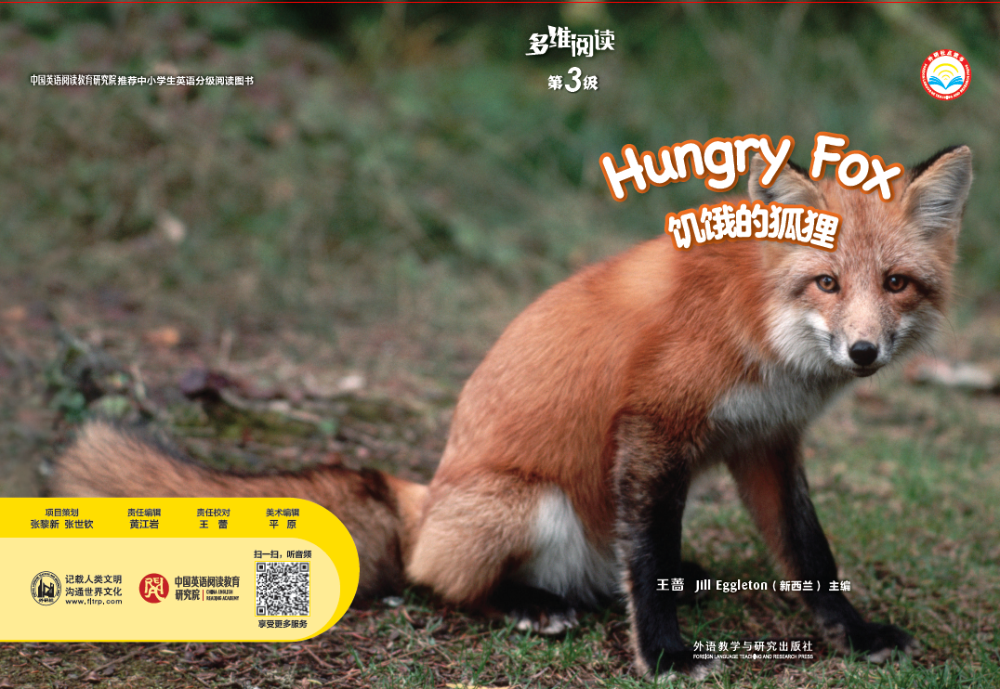 多维阅读
第3级
中国英语阅读教育研究院推荐中小学生英语分级阅读图书
Hungry Fox
饥饿的狐狸
王蔷 Jill Eggleton（新西兰）主编
外语教学与研究出版社
FOREIGN LANGUAGE TEACHING AND RESEARCH PRESS
项目策划 责任编辑 责任校对 美术编辑
张黎新 张世钦 黄江岩 王 蕾 平 原
扫一扫，听音频
记载人类文明
沟通世界文化
www.fltrp.com
中国英语阅读教育
研究院 CHINA ENGLISH
READING ACADEMY
享受更多服务